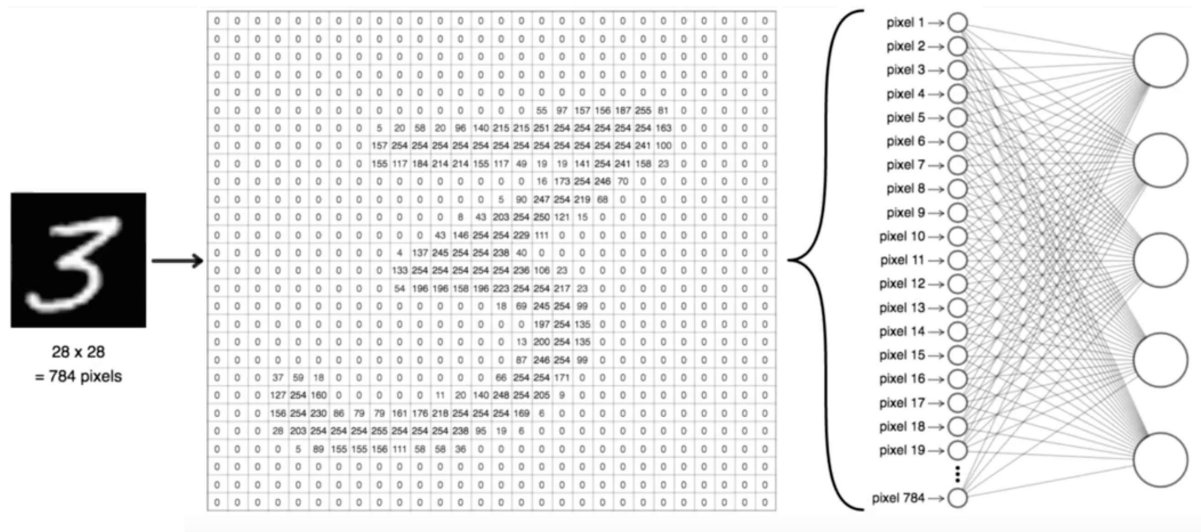 0 0 0 0 0 0 0 0 0 0 0 0 0 0 0 0 0 0 0 0 0 0 0 0 0 0 0 0
0 0 0 0 0 0 0 0 0 0 0 0 0 0 0 0 0 0 0 0 0 0 0 0 0 0 0 0
0 0 0 0 0 0 0 0 0 0 0 0 0 0 0 0 0 0 0 0 0 0 0 0 0 0 0 0
0 0 0 0 0 0 0 0 0 0 0 0 0 0 0 0 0 0 0 0 0 0 0 0 0 0 0 0
0 0 0 0 0 0 0 0 0 0 0 0 0 0 0 0 0 0 0 0 0 0 0 0 0 0 0 0
0 0 0 0 0 0 0 0 0 0 0 0 0 0 0 0 55 97 157 156 187 255 81 0 0 0 0 0
0 0 0 0 0 0 0 0 5 20 58 20 96 140 215 215 251 254 254 254 254 254 163 0 0 0 0 0
0 0 0 0 0 0 0 0 157 254 254 254 254 254 254 254 254 254 254 254 254 241 100 0 0 0 0 0
0 0 0 0 0 0 0 0 155 117 184 214 214 155 117 49 19 19 141 254 241 158 23 0 0 0 0 0
0 0 0 0 0 0 0 0 0 0 0 0 0 0 0 0 16 173 254 246 70 0 0 0 0 0 0 0
0 0 0 0 0 0 0 0 0 0 0 0 0 0 5 90 247 254 219 68 0 0 0 0 0 0 0 0
0 0 0 0 0 0 0 0 0 0 0 0 8 43 203 254 250 121 15 0 0 0 0 0 0 0 0 0
0 0 0 0 0 0 0 0 0 0 0 43 146 254 254 229 111 0 0 0 0 0 0 0 0 0 0 0
0 0 0 0 0 0 0 0 0 4 137 245 254 254 238 40 0 0 0 0 0 0 0 0 0 0 0 0
0 0 0 0 0 0 0 0 0 133 254 254 254 254 254 236 106 23 0 0 0 0 0 0 0 0 0 0
0 0 0 0 0 0 0 0 0 54 196 196 158 196 223 254 254 217 23 0 0 0 0 0 0 0 0 0
0 0 0 0 0 0 0 0 0 0 0 0 0 0 18 69 245 254 99 0 0 0 0 0 0 0 0 0
0 0 0 0 0 0 0 0 0 0 0 0 0 0 0 0 197 254 135 0 0 0 0 0 0 0 0 0
0 0 0 0 0 0 0 0 0 0 0 0 0 0 0 13 200 254 135 0 0 0 0 0 0 0 0 0
0 0 0 0 0 0 0 0 0 0 0 0 0 0 0 87 246 254 99 0 0 0 0 0 0 0 0 0
0 0 0 37 59 18 0 0 0 0 0 0 0 0 66 254 254 171 0 0 0 0 0 0 0 0 0 0
0 0 0 127 254 160 0 0 0 0 0 11 20 140 248 254 205 9 0 0 0 0 0 0 0 0 0 0
0 0 0 156 254 230 86 79 79 161 176 218 254 254 254 169 6 0 0 0 0 0 0 0 0 0 0 0
0 0 0 28 203 254 254 254 255 254 254 254 238 95 19 6 0 0 0 0 0 0 0 0 0 0 0 0
0 0 0 0 5 89 155 155 156 111 58 58 36 0 0 0 0 0 0 0 0 0 0 0 0 0 0 0
0 0 0 0 0 0 0 0 0 0 0 0 0 0 0 0 0 0 0 0 0 0 0 0 0 0 0 0
0 0 0 0 0 0 0 0 0 0 0 0 0 0 0 0 0 0 0 0 0 0 0 0 0 0 0 0
0 0 0 0 0 0 0 0 0 0 0 0 0 0 0 0 0 0 0 0 0 0 0 0 0 0 0 0
3
28 x 28
= 784 pixels
pixel 1
pixel 2
pixel 3
pixel 4
pixel 5
pixel 6
pixel 7
pixel 8
pixel 9
pixel 10
pixel 11
pixel 12
pixel 13
pixel 14
pixel 15
pixel 16
pixel 17
pixel 18
pixel 19
pixel 784